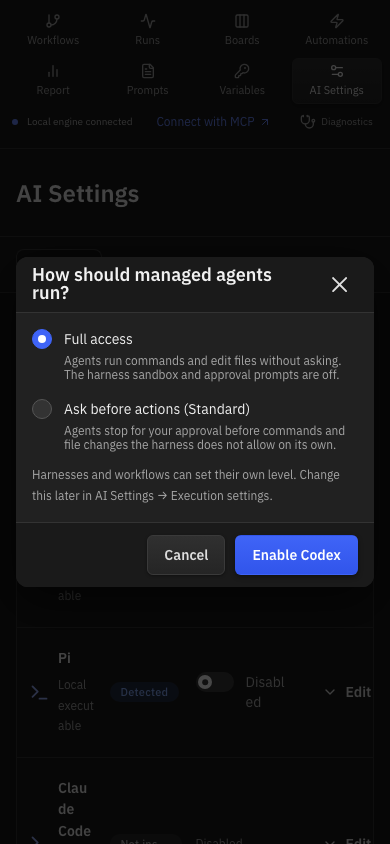 Workflows Runs Boards Automations
Report Prompts Variables AI Settings
Local engine connected Connect with MCP Diagnostics
AI Settings
How should managed agents
run?
Full access
Agents run commands and edit files without asking.
The harness sandbox and approval prompts are off.
Ask before actions (Standard)
Agents stop for your approval before commands and
file changes the harness does not allow on its own.
Harnesses and workflows can set their own level. Change
this later in AI Settings → Execution settings.
Cancel Enable Codex
able
Pi
Local
execut
able
Detected
Disabl
ed
Edit
Clau
de
Code
Disabled
Edit